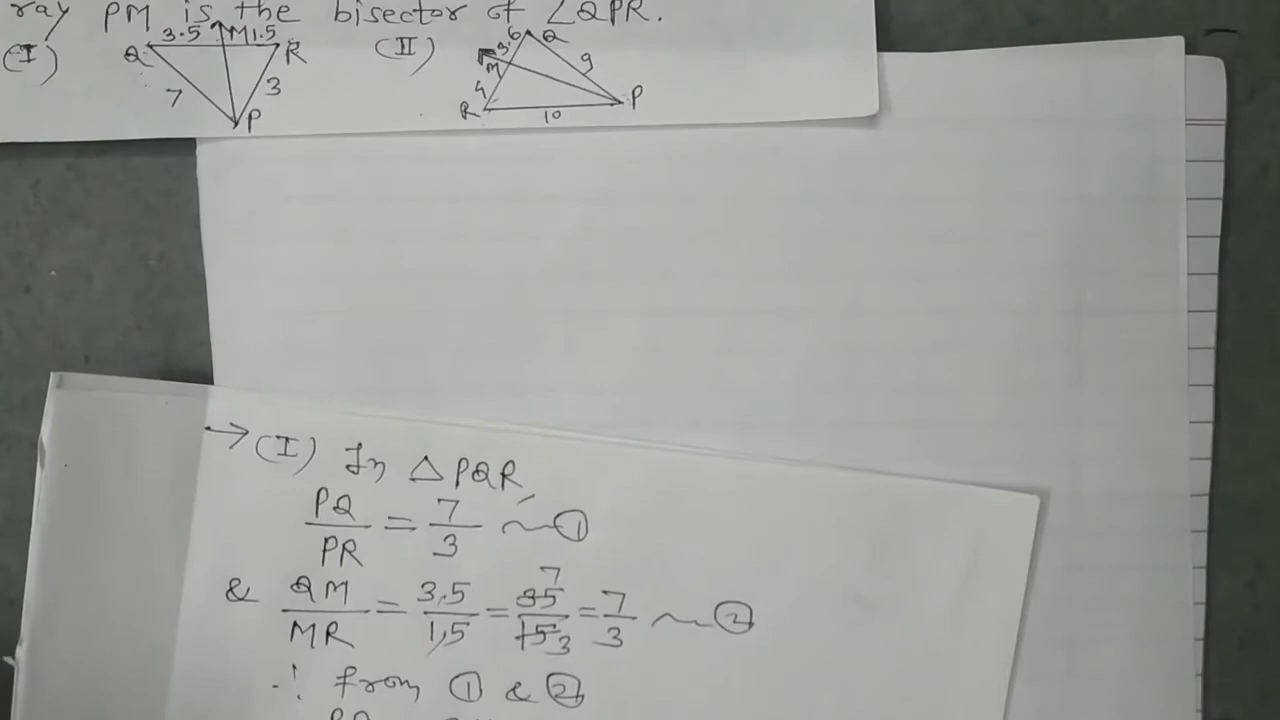 ray PM is the bisector of ∠QPR.
(I) Q 3.5 M 1.5 R 7 3 P
(II) Q 9 M 4 R 10 P
→ (I) In △PQR,
PQ/PR = 7/3 ~ ①
& QM/MR = 3.5/1.5 = 35/15 = 7/3 ~ ②
∴ from ① & ②